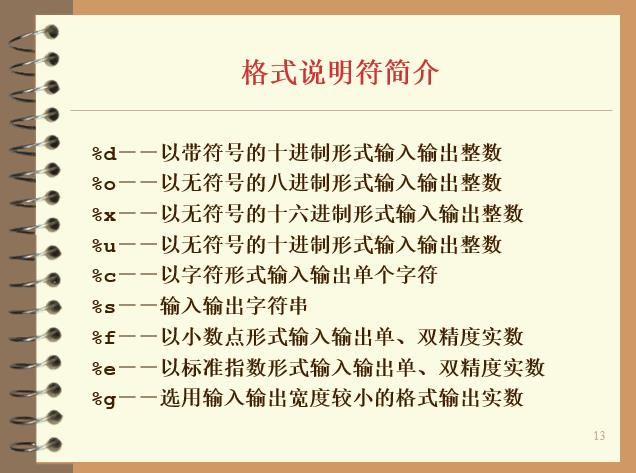 格式说明符简介
%d——以带符号的十进制形式输入输出整数
%o——以无符号的八进制形式输入输出整数
%x——以无符号的十六进制形式输入输出整数
%u——以无符号的十进制形式输入输出整数
%c——以字符形式输入输出单个字符
%s——输入输出字符串
%f——以小数点形式输入输出单、双精度实数
%e——以标准指数形式输入输出单、双精度实数
%g——选用输入输出宽度较小的格式输出实数
13